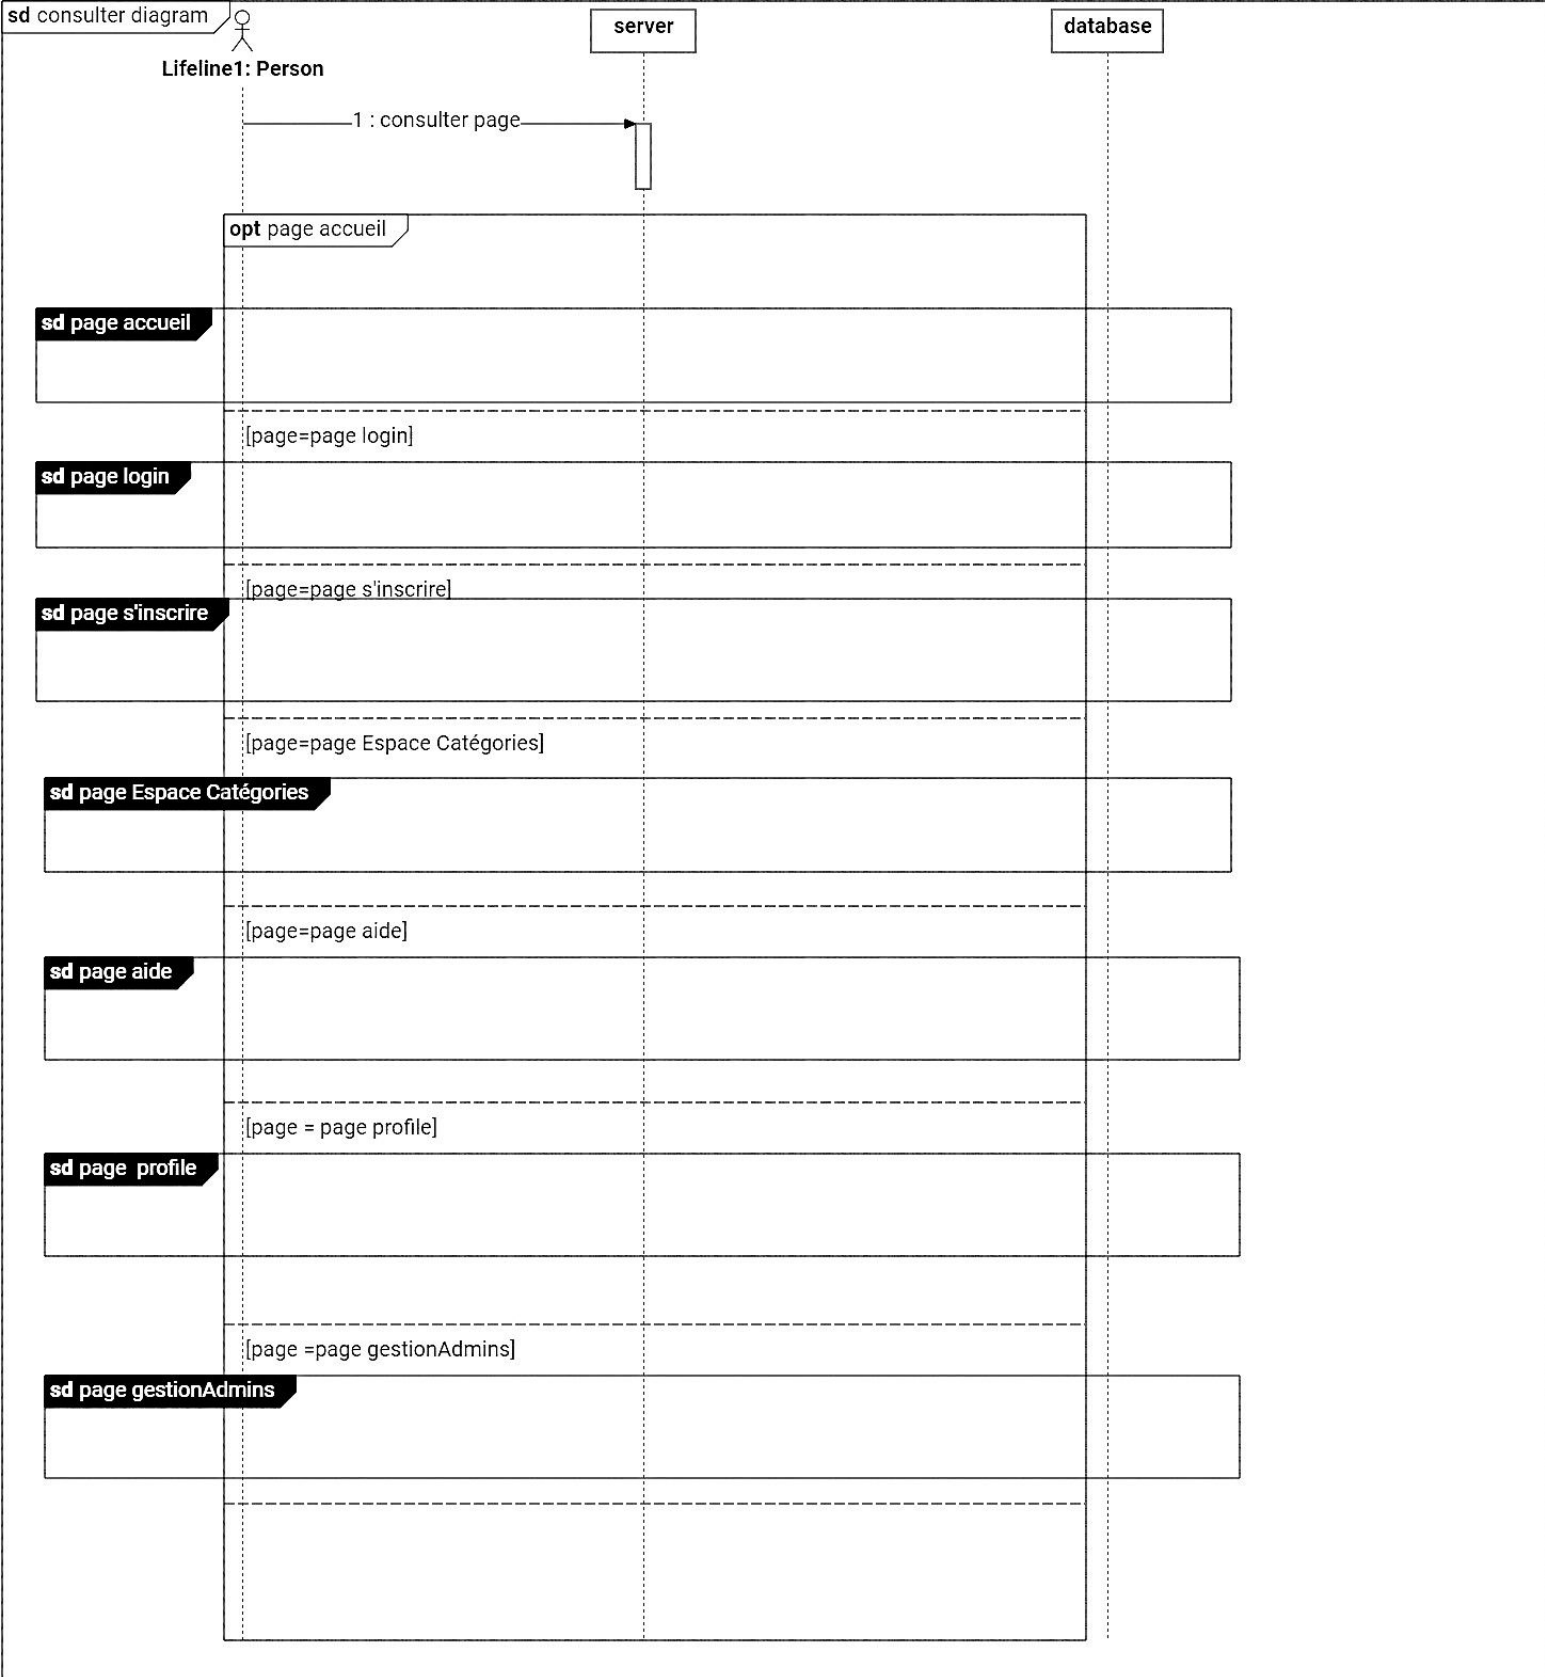 sd consulter diagram
server
database
Lifeline1: Person
1 : consulter page
opt page accueil
sd page accueil
[page=page login]
sd page login
[page=page s'inscrire]
sd page s'inscrire
[page=page Espace Catégories]
sd page Espace Catégories
[page=page aide]
sd page aide
[page = page profile]
sd page  profile
[page =page gestionAdmins]
sd page gestionAdmins